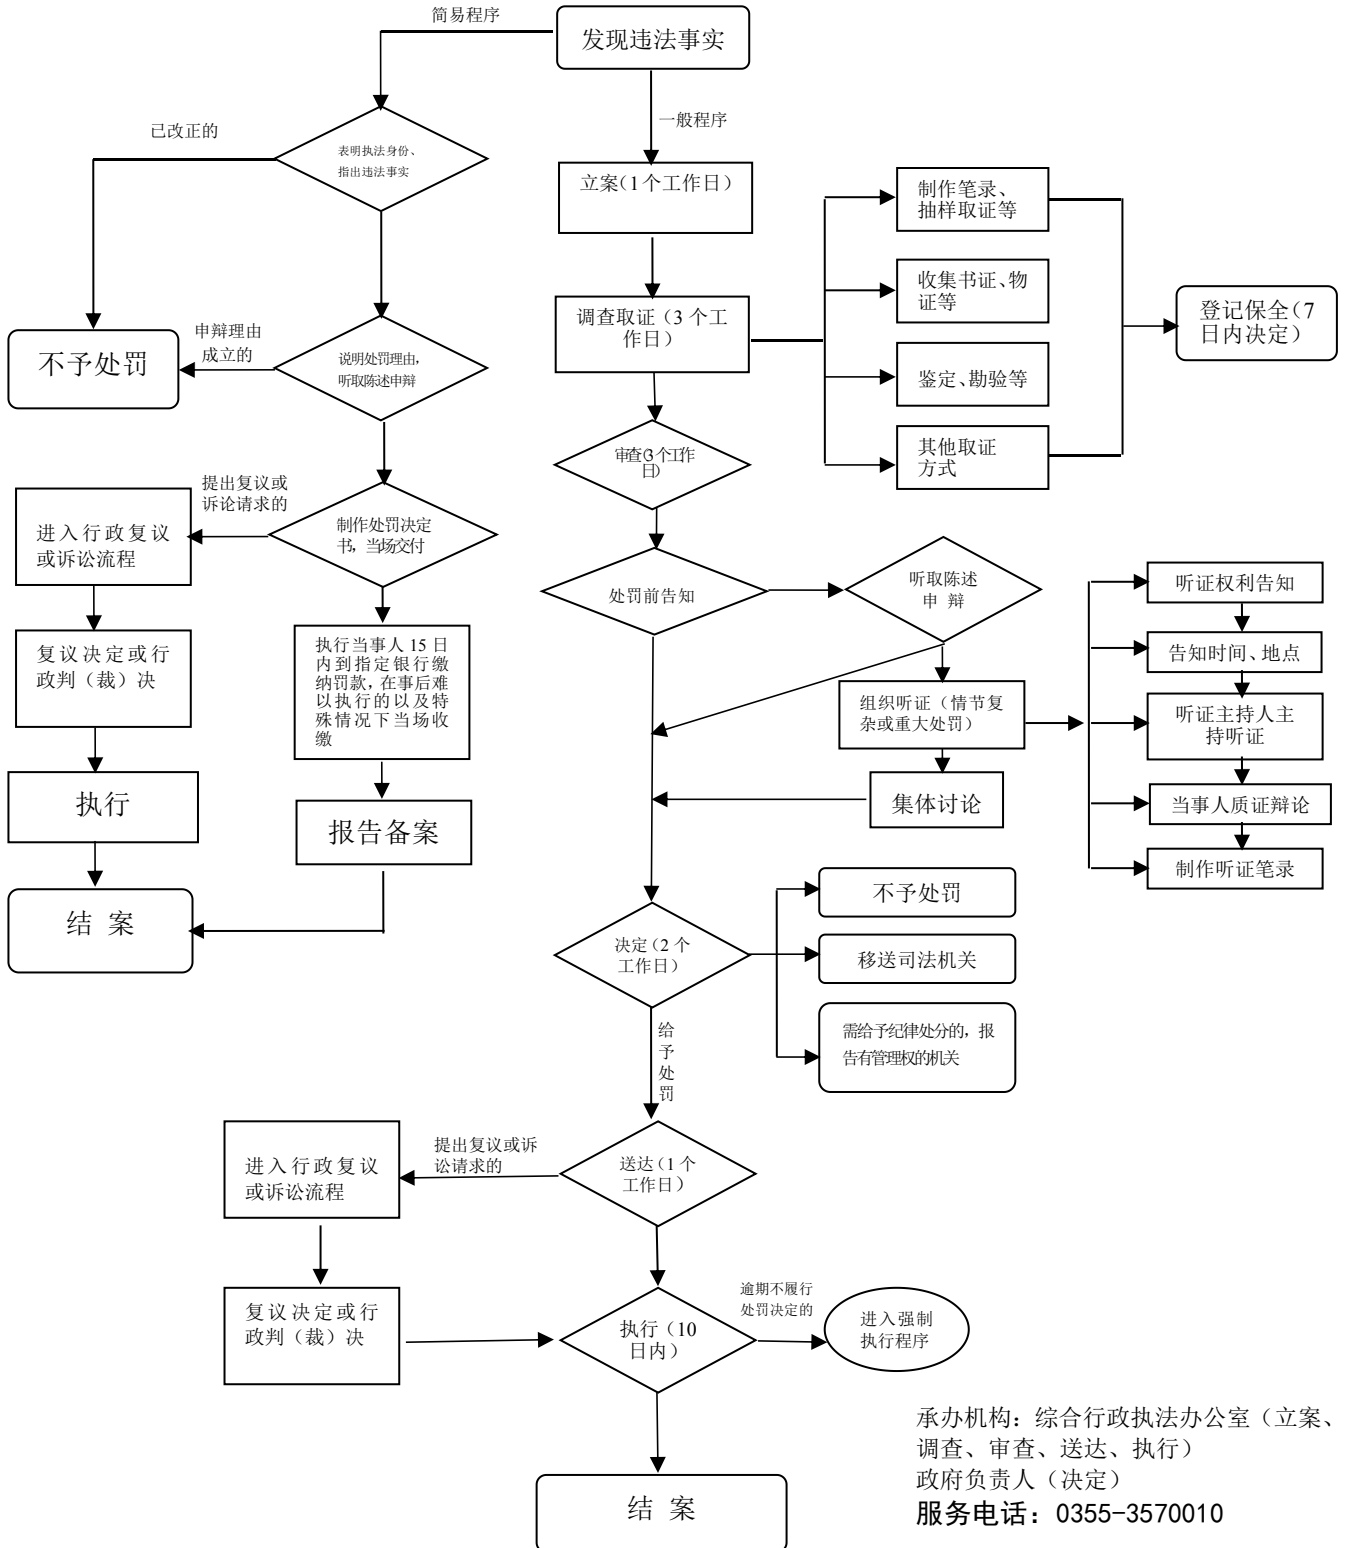 简易程序
发现违法事实
已改正的
表明执法身份、
指出违法事实
一般程序
立案(1个工作日)
制作笔录、
抽样取证等
收集书证、物
证等
登记保全(7
日内决定)
调查取证(3个工
作日)
鉴定、勘验等
其他取证
方式
申辩理由
成立的
不予处罚
说明处罚理由,
听取陈述申辩
审查(3个工作
日)
提出复议或
诉论请求的
进入行政复议
或诉讼流程
制作处罚决定
书,当场交付
处罚前告知
听取陈述
申 辩
听证权利告知
告知时间、地点
听证主持人主
持听证
当事人质证辩论
制作听证笔录
复议决定或行
政判(裁)决
执行当事人 15 日
内到指定银行缴
纳罚款,在事后难
以执行的以及特
殊情况下当场收
缴
组织听证(情节复
杂或重大处罚)
集体讨论
执行
报告备案
结 案
决定(2个
工作日)
不予处罚
移送司法机关
需给予纪律处分的,报
告有管理权的机关
给
予
处
罚
提出复议或诉
讼请求的
进入行政复议
或诉讼流程
送达(1个
工作日)
复议决定或行
政判(裁)决
执行(10
日内)
逾期不履行
处罚决定的
进入强制
执行程序
结 案
承办机构:综合行政执法办公室(立案、
调查、审查、送达、执行)
政府负责人(决定)
服务电话:0355-3570010